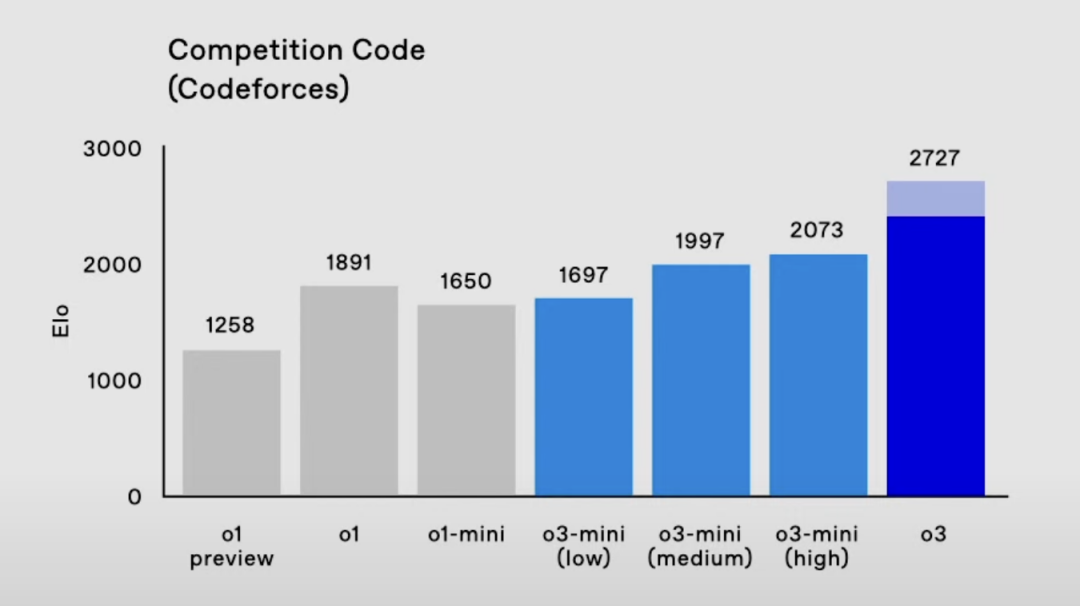 Competition Code
(Codeforces)
3000
2000
1000
0
Elo
1258
1891
1650
1697
1997
2073
2727
o1
preview
o1
o1-mini
o3-mini
(low)
o3-mini
(medium)
o3-mini
(high)
o3